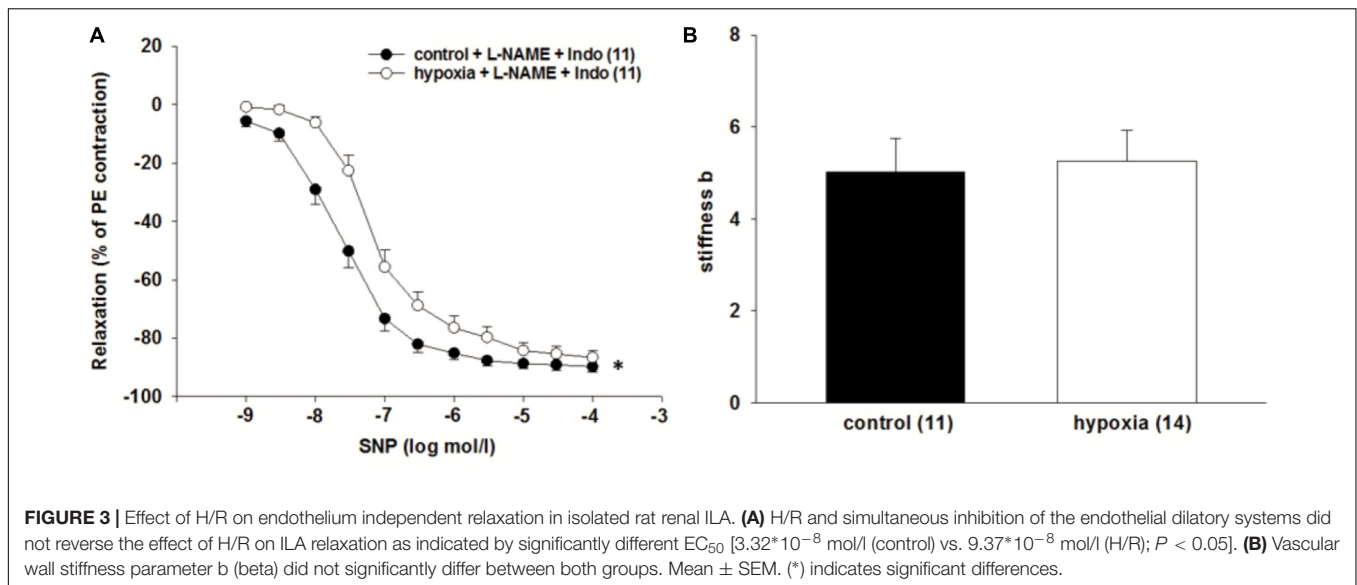 A
20
0
-20
-40
-60
-80
-100
Relaxation (% of PE contraction)
control + L-NAME + Indo (11)
hypoxia + L-NAME + Indo (11)
*
-9 -8 -7 -6 -5 -4 -3
SNP (log mol/l)
B
8
6
4
2
0
stiffness b
control (11) hypoxia (14)
FIGURE 3 | Effect of H/R on endothelium independent relaxation in isolated rat renal ILA. (A) H/R and simultaneous inhibition of the endothelial dilatory systems did
not reverse the effect of H/R on ILA relaxation as indicated by significantly different EC50 [3.32*10−8 mol/l (control) vs. 9.37*10−8 mol/l (H/R); P < 0.05]. (B) Vascular
wall stiffness parameter b (beta) did not significantly differ between both groups. Mean ± SEM. (*) indicates significant differences.